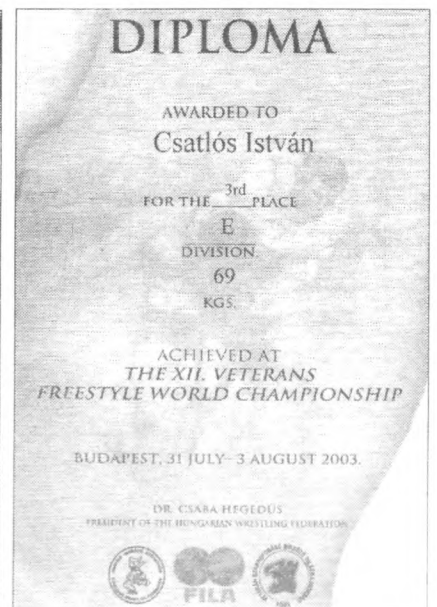 DIPLOMA
AWARDED TO
Csatlós István
FOR THE 3rd PLACE
E
DIVISION.
69
KGS.
ACHIEVED AT
THE XII. VETERANS
FREESTYLE WORLD CHAMPIONSHIP
BUDAPEST, 31 JULY–3 AUGUST 2003.
DR. CSABA HEGEDŰS
PRESIDENT OF THE HUNGARIAN WRESTLING FEDERATION
FILA